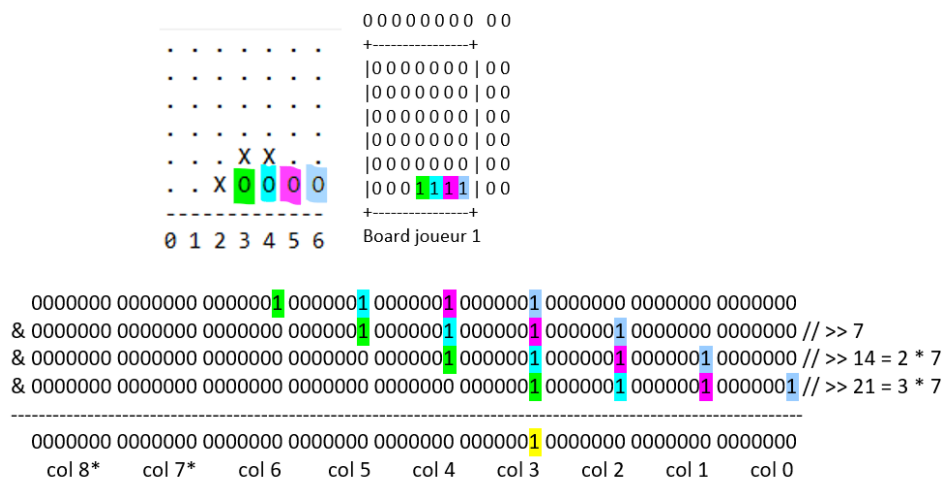 . . . . . . .
. . . . . . .
. . . . . . .
. . . . . . .
. . . X X . .
. . X O O O O
--------------
0 1 2 3 4 5 6
0 0 0 0 0 0 0 0 0 0
+----------------+
|0 0 0 0 0 0 0 | 0 0
|0 0 0 0 0 0 0 | 0 0
|0 0 0 0 0 0 0 | 0 0
|0 0 0 0 0 0 0 | 0 0
|0 0 0 0 0 0 0 | 0 0
|0 0 0 1 1 1 1 | 0 0
+----------------+
Board joueur 1
0000000 0000000 0000001 0000001 0000001 0000001 0000000 0000000 0000000
& 0000000 0000000 0000000 0000001 0000001 0000001 0000001 0000000 0000000 // >> 7
& 0000000 0000000 0000000 0000000 0000001 0000001 0000001 0000001 0000000 // >> 14 = 2 * 7
& 0000000 0000000 0000000 0000000 0000000 0000001 0000001 0000001 0000001 // >> 21 = 3 * 7
----------------------------------------------------------------------------------------------------
0000000 0000000 0000000 0000000 0000000 0000001 0000000 0000000 0000000
col 8* col 7* col 6 col 5 col 4 col 3 col 2 col 1 col 0